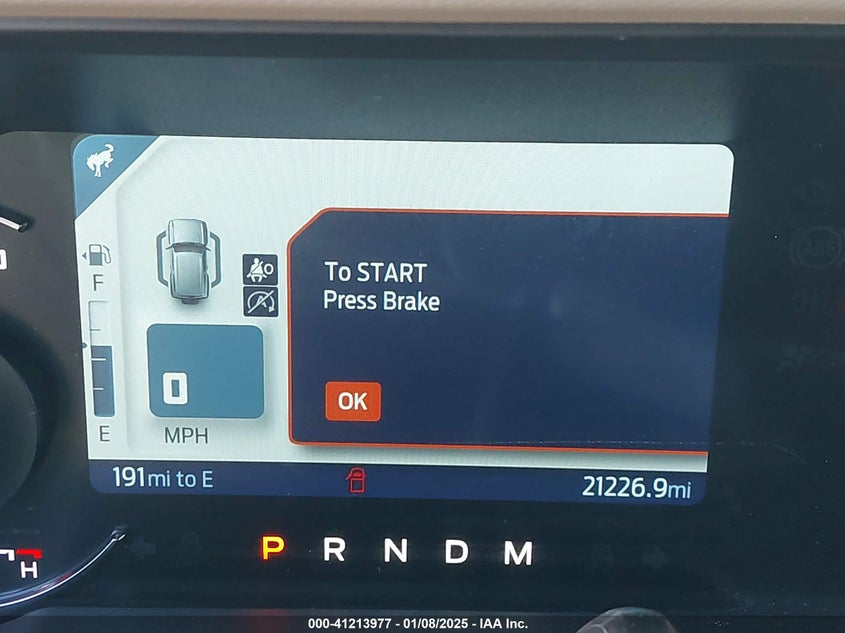 F
To START
Press Brake
0
OK
E
MPH
191mi to E
21226.9mi
P R N D M
H
000-41213977 - 01/08/2025 - IAA Inc.